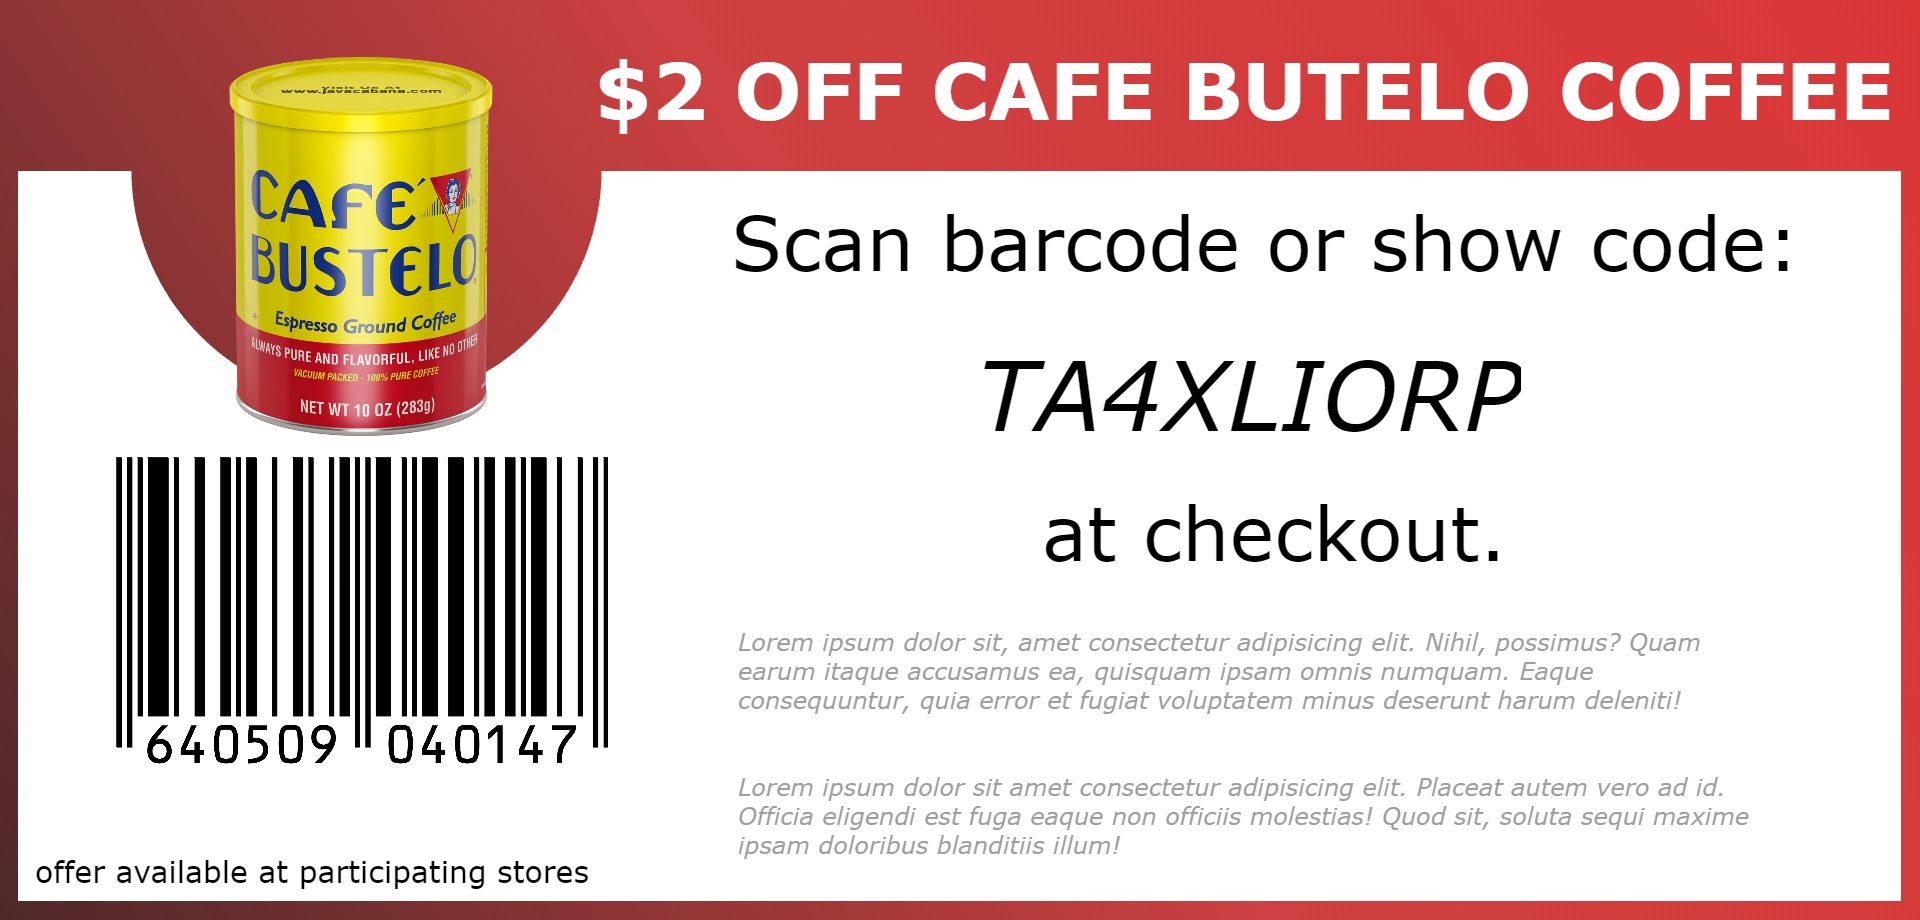 $2 OFF CAFE BUTELO COFFEE
www.javacabana.com
CAFÉ
BUSTELO
Espresso Ground Coffee
ALWAYS PURE AND FLAVORFUL, LIKE NO OTHER
VACUUM PACKED - 100% PURE COFFEE
NET WT 10 OZ (283g)
Scan barcode or show code:
TA4XLIORP
at checkout.
640509 040147
Lorem ipsum dolor sit, amet consectetur adipisicing elit. Nihil, possimus? Quam
earum itaque accusamus ea, quisquam ipsam omnis numquam. Eaque
consequuntur, quia error et fugiat voluptatem minus deserunt harum deleniti!
Lorem ipsum dolor sit amet consectetur adipisicing elit. Placeat autem vero ad id.
Officia eligendi est fuga eaque non officiis molestias! Quod sit, soluta sequi maxime
ipsam doloribus blanditiis illum!
offer available at participating stores